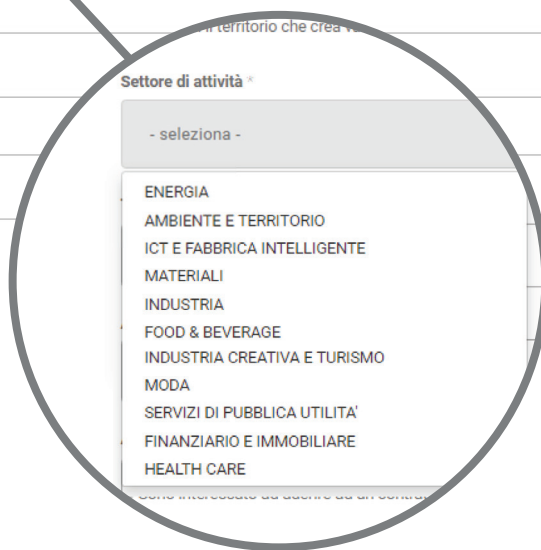 il territorio che crea
Settore di attività *
- seleziona -
ENERGIA
AMBIENTE E TERRITORIO
ICT E FABBRICA INTELLIGENTE
MATERIALI
INDUSTRIA
FOOD & BEVERAGE
INDUSTRIA CREATIVA E TURISMO
MODA
SERVIZI DI PUBBLICA UTILITA'
FINANZIARIO E IMMOBILIARE
HEALTH CARE
Sono interessato ad aderire ad un